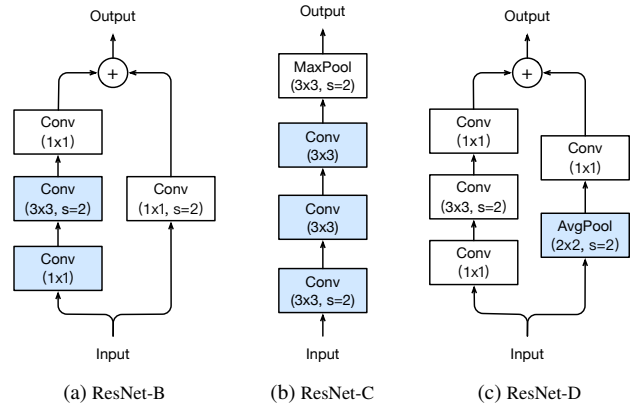 Output
+
Conv
(1x1)
Conv
(3x3, s=2)
Conv
(1x1)
Conv
(1x1, s=2)
Input
(a) ResNet-B
Output
MaxPool
(3x3, s=2)
Conv
(3x3)
Conv
(3x3)
Conv
(3x3, s=2)
Input
(b) ResNet-C
Output
+
Conv
(1x1)
Conv
(3x3, s=2)
Conv
(1x1)
Conv
(1x1)
AvgPool
(2x2, s=2)
Input
(c) ResNet-D